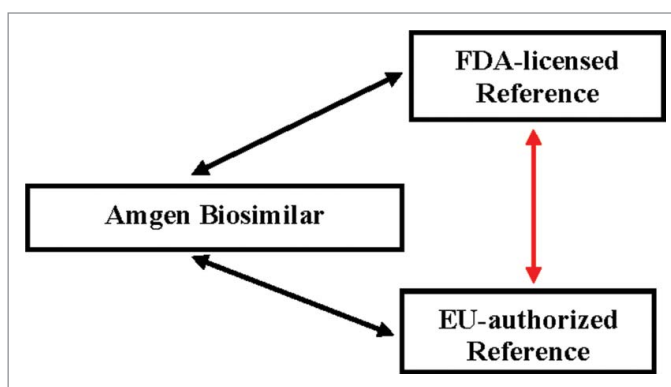 FDA-licensed
Reference
Amgen Biosimilar
EU-authorized
Reference